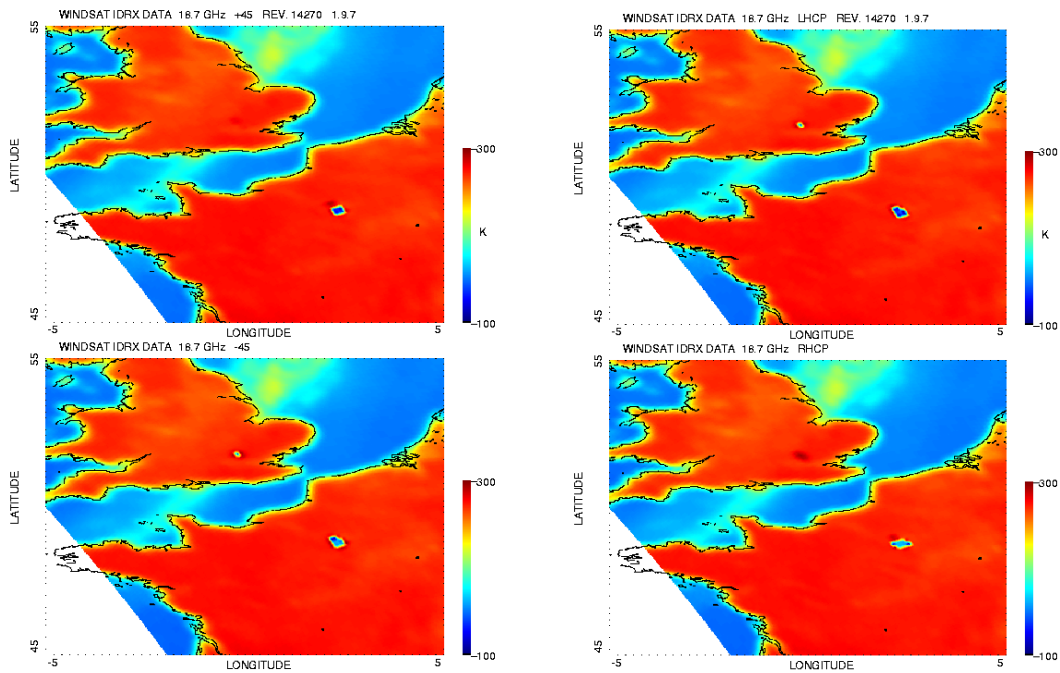 WINDSAT IDRX DATA 18.7 GHz +45 REV. 14270 1.9.7
55
LATITUDE
45
-5
LONGITUDE
5
300
K
-100
WINDSAT IDRX DATA 18.7 GHz LHCP REV. 14270 1.9.7
55
LATITUDE
45
-5
LONGITUDE
5
300
K
-100
WINDSAT IDRX DATA 18.7 GHz -45
55
LATITUDE
45
-5
LONGITUDE
5
300
-100
WINDSAT IDRX DATA 18.7 GHz RHCP
55
LATITUDE
45
-5
LONGITUDE
5
300
-100